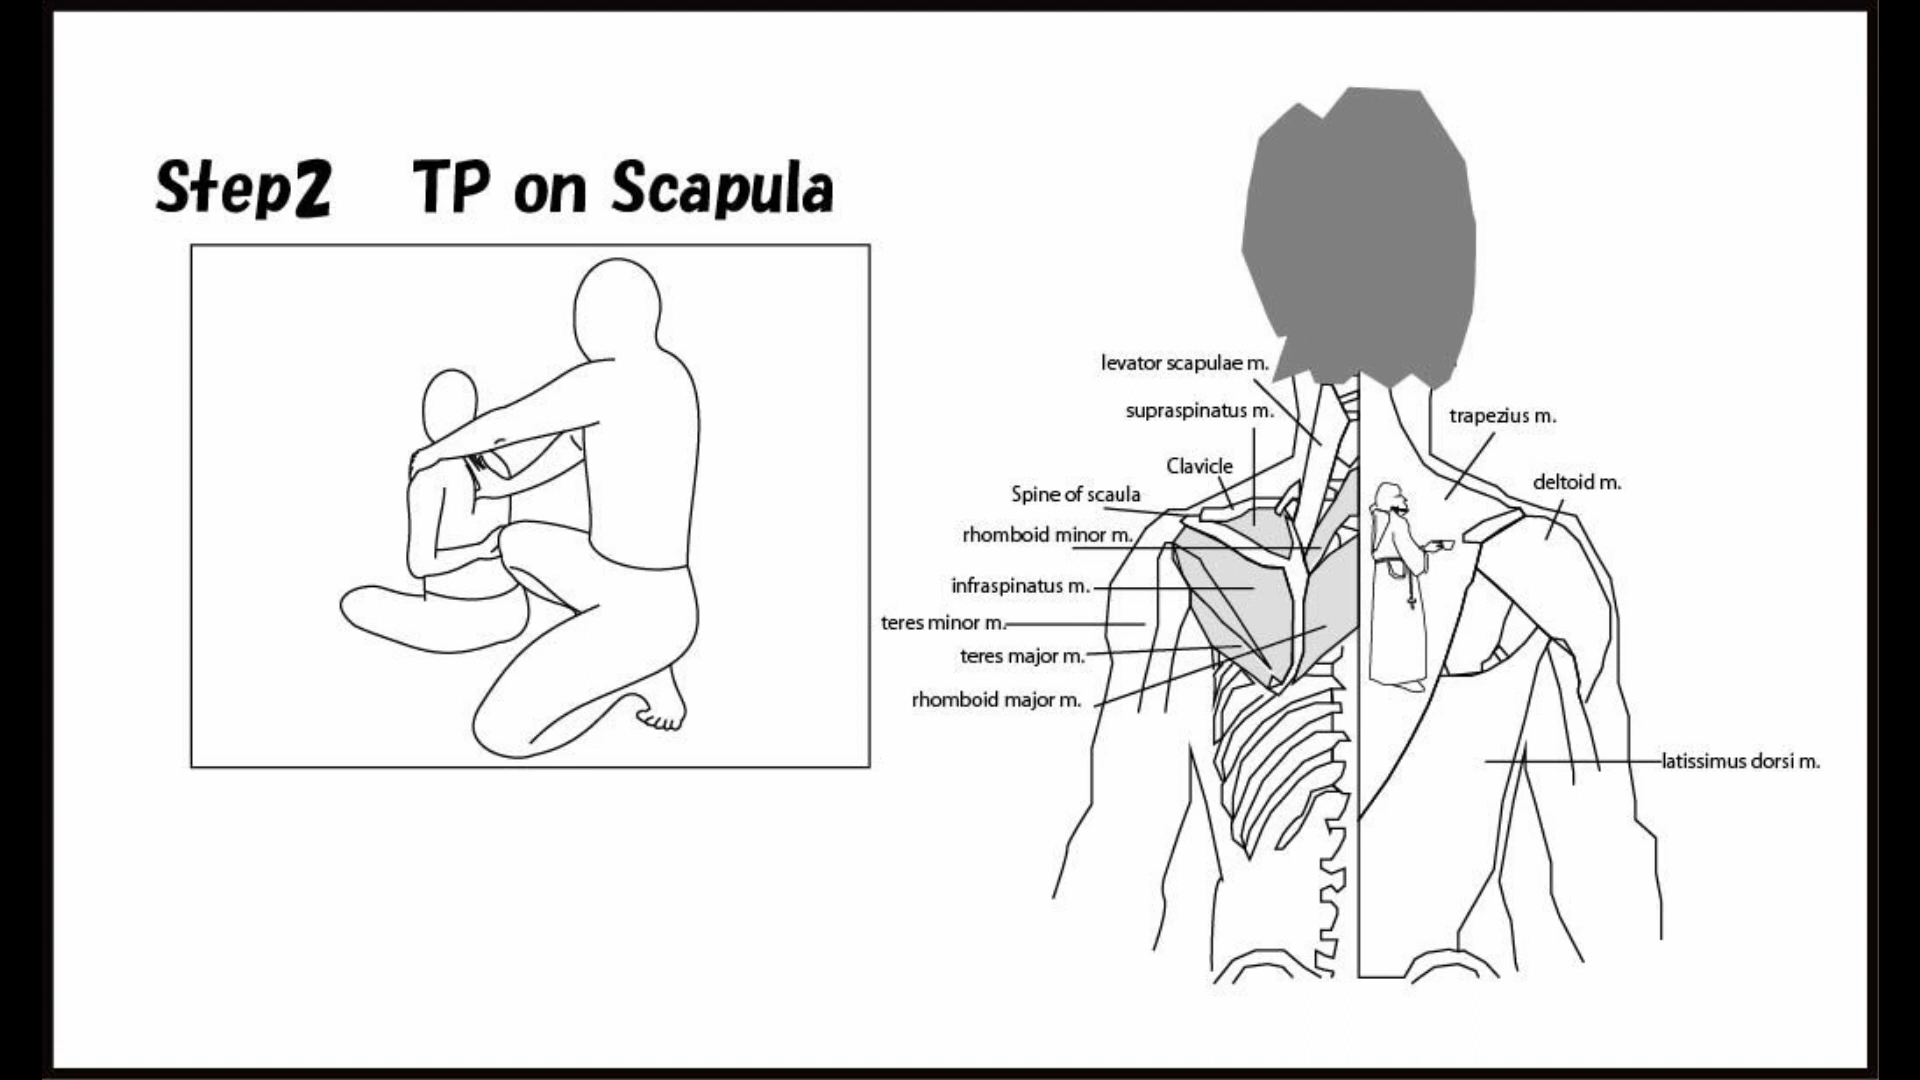 Step2 TP on Scapula
levator scapulae m.
supraspinatus m.
trapezius m.
Clavicle
deltoid m.
Spine of scaula
rhomboid minor m.
infraspinatus m.
teres minor m.
teres major m.
rhomboid major m.
latissimus dorsi m.